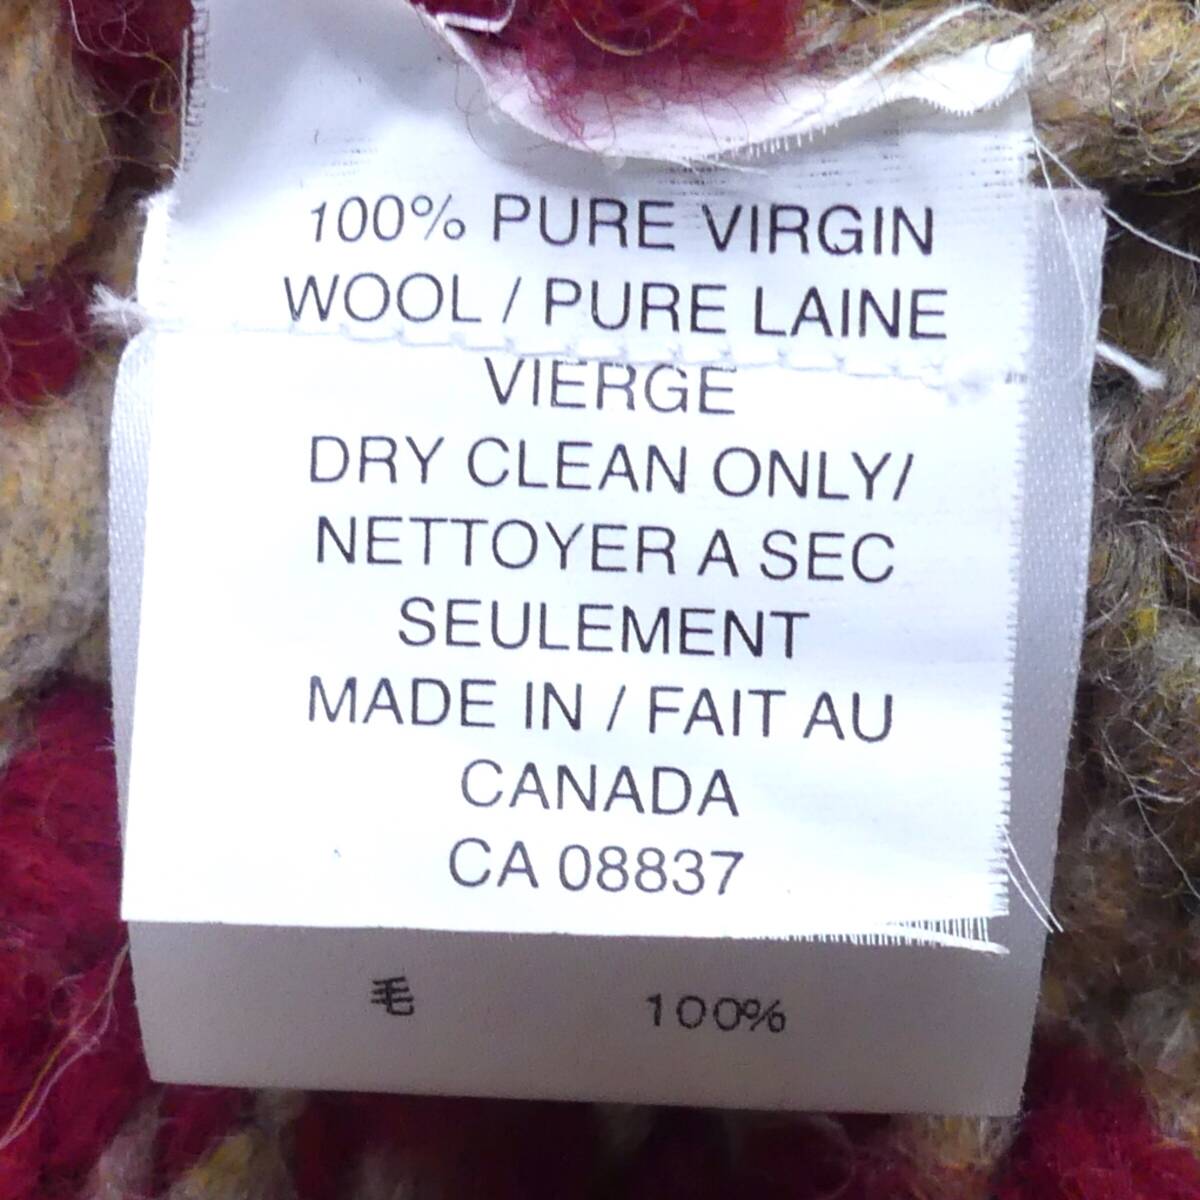 100% PURE VIRGIN
WOOL / PURE LAINE
VIERGE
DRY CLEAN ONLY/
NETTOYER A SEC
SEULEMENT
MADE IN / FAIT AU
CANADA
CA 08837
毛 100%